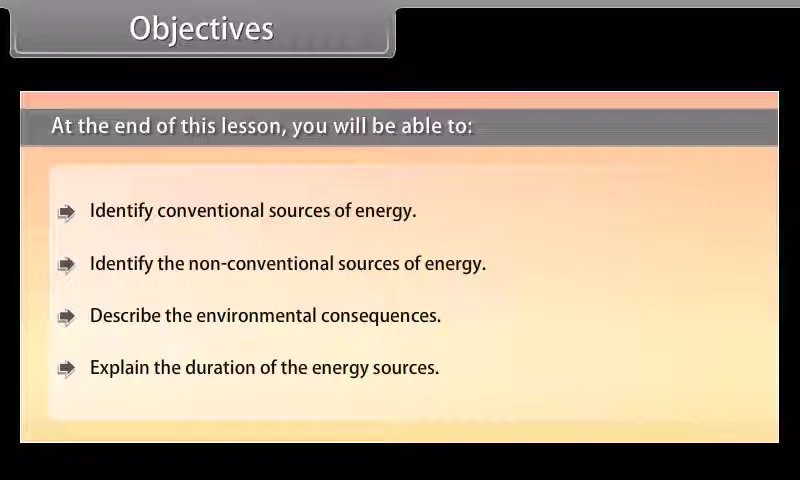 Objectives
At the end of this lesson, you will be able to:
Identify conventional sources of energy.
Identify the non-conventional sources of energy.
Describe the environmental consequences.
Explain the duration of the energy sources.